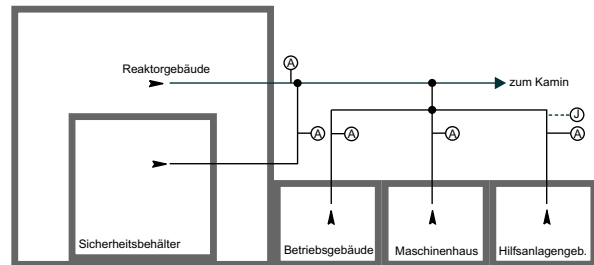 A
Reaktorgebäude
zum Kamin
J
A
A
A
A
Sicherheitsbehälter
Betriebsgebäude
Maschinenhaus
Hilfsanlagengeb.